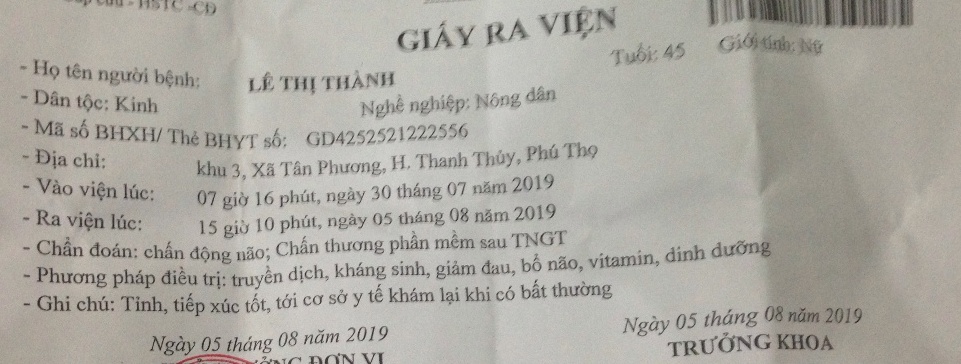 HSTC -CĐ
GIẤY RA VIỆN
- Họ tên người bệnh: LÊ THỊ THÀNH Tuổi: 45 Giới tính: Nữ
- Dân tộc: Kinh Nghề nghiệp: Nông dân
- Mã số BHXH/ Thẻ BHYT số: GD4252521222556
- Địa chỉ: khu 3, Xã Tân Phương, H. Thanh Thủy, Phú Thọ
- Vào viện lúc: 07 giờ 16 phút, ngày 30 tháng 07 năm 2019
- Ra viện lúc: 15 giờ 10 phút, ngày 05 tháng 08 năm 2019
- Chẩn đoán: chấn động não; Chấn thương phần mềm sau TNGT
- Phương pháp điều trị: truyền dịch, kháng sinh, giảm đau, bổ não, vitamin, dinh dưỡng
- Ghi chú: Tỉnh, tiếp xúc tốt, tới cơ sở y tế khám lại khi có bất thường
Ngày 05 tháng 08 năm 2019 Ngày 05 tháng 08 năm 2019
ĐƠN VỊ TRƯỞNG KHOA